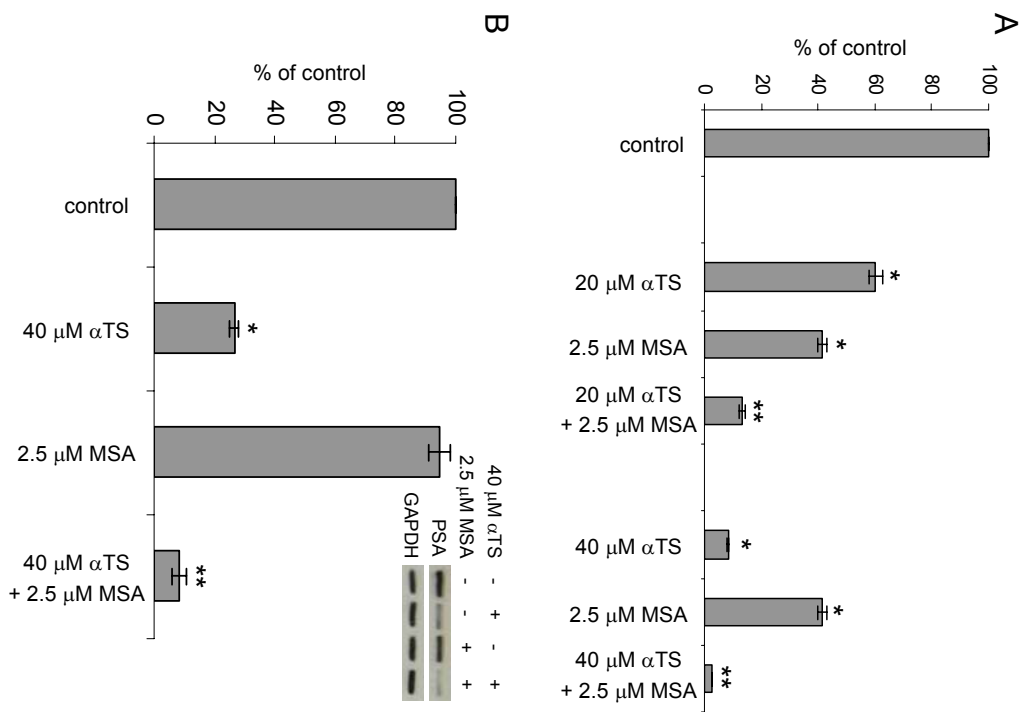 A
% of control
100
80
60
40
20
0
*
*
**
*
*
**
control
20 μM αTS
2.5 μM MSA
20 μM αTS
+ 2.5 μM MSA
40 μM αTS
2.5 μM MSA
40 μM αTS
+ 2.5 μM MSA
B
% of control
100
80
60
40
20
0
*
**
control
40 μM αTS
2.5 μM MSA
40 μM αTS
+ 2.5 μM MSA
40 μM αTS - + - +
2.5 μM MSA - - + +
PSA
GAPDH